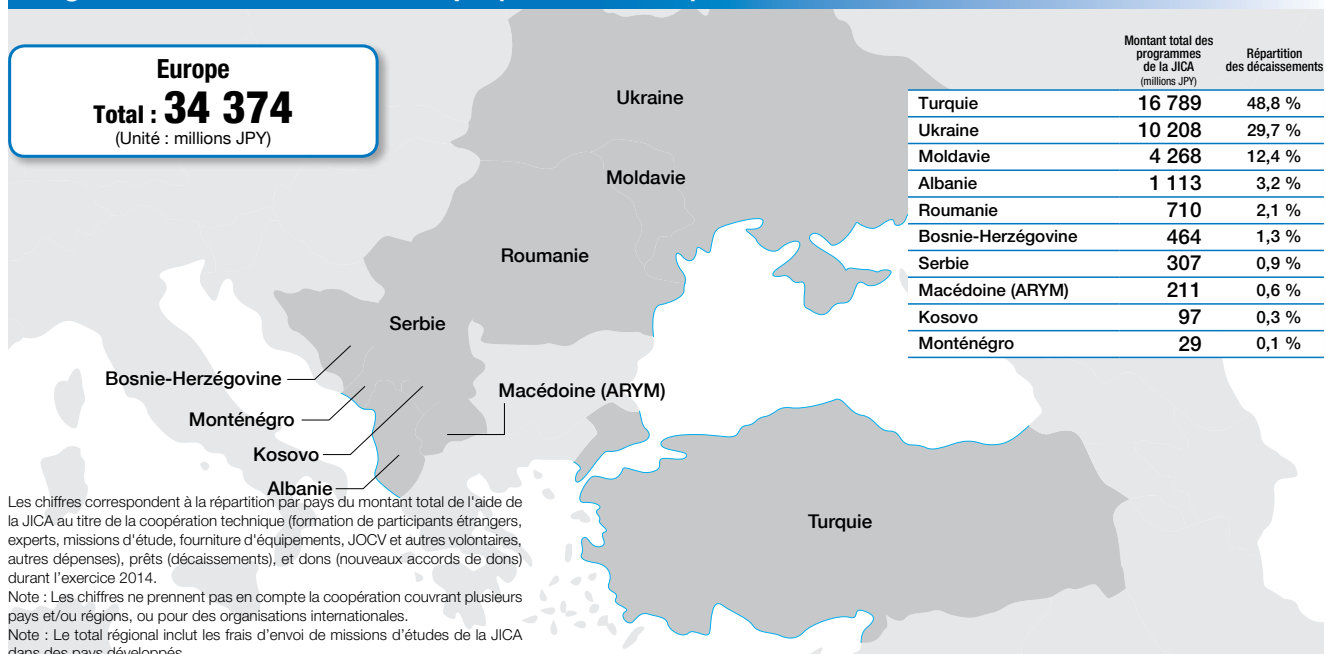 Europe
Total : 34 374
(Unité : millions JPY)
Montant total des
programmes
de la JICA
(millions JPY)
Répartition
des décaissements
Turquie 16 789 48,8 %
Ukraine 10 208 29,7 %
Moldavie 4 268 12,4 %
Albanie 1 113 3,2 %
Roumanie 710 2,1 %
Bosnie-Herzégovine 464 1,3 %
Serbie 307 0,9 %
Macédoine (ARYM) 211 0,6 %
Kosovo 97 0,3 %
Monténégro 29 0,1 %
Ukraine
Moldavie
Roumanie
Serbie
Bosnie-Herzégovine
Macédoine (ARYM)
Monténégro
Kosovo
Albanie
Turquie
Les chiffres correspondent à la répartition par pays du montant total de l'aide de
la JICA au titre de la coopération technique (formation de participants étrangers,
experts, missions d'étude, fourniture d'équipements, JOCV et autres volontaires,
autres dépenses), prêts (décaissements), et dons (nouveaux accords de dons)
durant l'exercice 2014.
Note : Les chiffres ne prennent pas en compte la coopération couvrant plusieurs
pays et/ou régions, ou pour des organisations internationales.
Note : Le total régional inclut les frais d'envoi de missions d'études de la JICA
dans des pays développés.